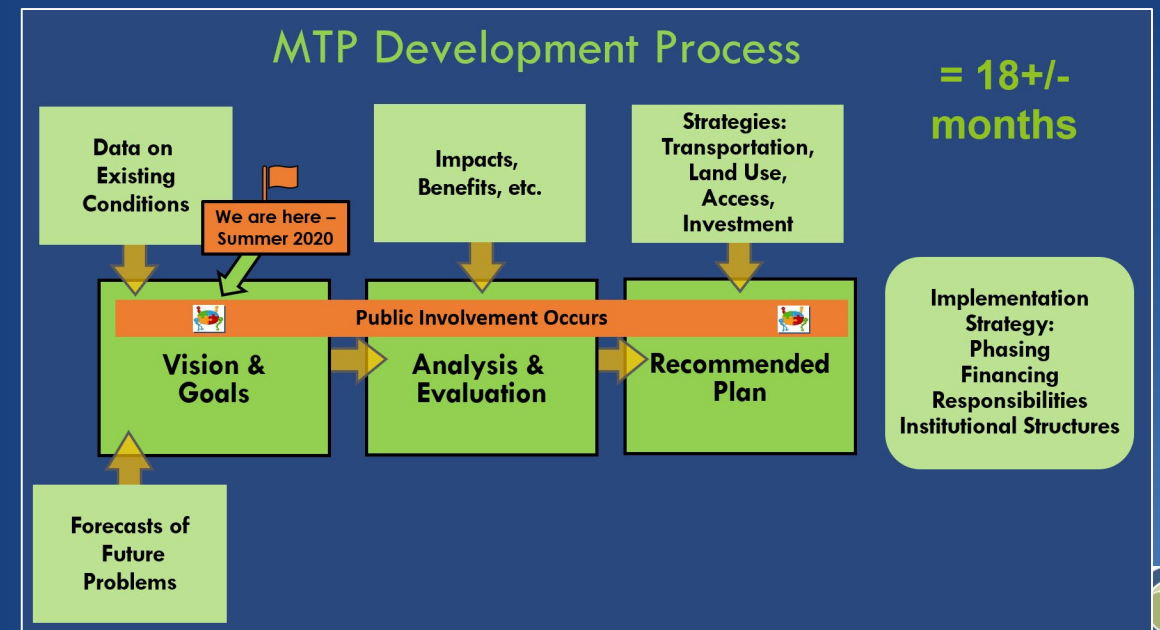 MTP Development Process
= 18+/-
months
Data on
Existing
Conditions
We are here –
Summer 2020
Impacts,
Benefits, etc.
Strategies:
Transportation,
Land Use,
Access,
Investment
Public Involvement Occurs
Vision &
Goals
Analysis &
Evaluation
Recommended
Plan
Implementation
Strategy:
Phasing
Financing
Responsibilities
Institutional Structures
Forecasts of
Future
Problems